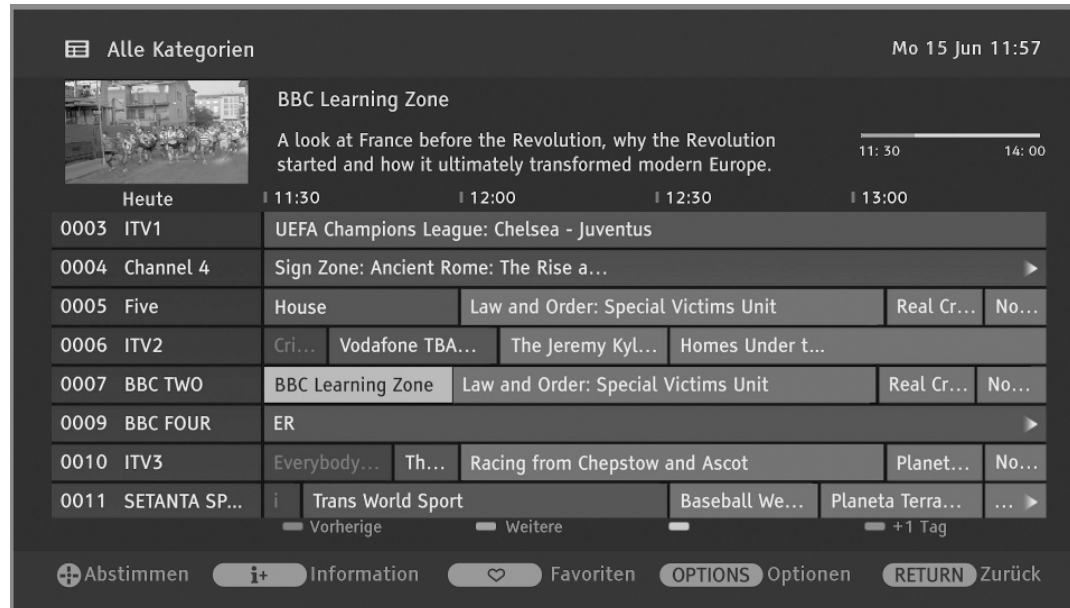 Alle Kategorien
Mo 15 Jun 11:57
BBC Learning Zone
A look at France before the Revolution, why the Revolution
started and how it ultimately transformed modern Europe.
11:30 14:00
Heute 11:30 12:00 12:30 13:00
0003 ITV1 UEFA Champions League: Chelsea - Juventus
0004 Channel 4 Sign Zone: Ancient Rome: The Rise a...
0005 Five House Law and Order: Special Victims Unit Real Cr... No...
0006 ITV2 Cri... Vodafone TBA... The Jeremy Kyl... Homes Under t...
0007 BBC TWO BBC Learning Zone Law and Order: Special Victims Unit Real Cr... No...
0009 BBC FOUR ER
0010 ITV3 Everybody... Th... Racing from Chepstow and Ascot Planet... No...
0011 SETANTA SP... i Trans World Sport Baseball We... Planeta Terra... ...
Vorherige Weitere +1 Tag
Abstimmen i+ Information Favoriten OPTIONS Optionen RETURN Zurück